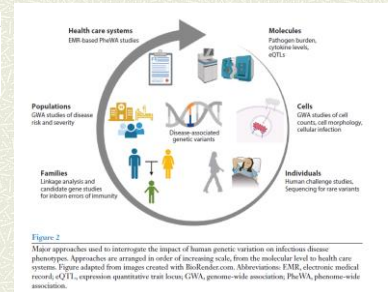 Health care systems
EMR-based PheWA studies
Molecules
Pathogen burden,
cytokine levels,
eQTLs
Populations
GWA studies of disease
risk and severity
Disease-associated
genetic variants
Cells
GWA studies of cell
counts, cell morphology,
cellular infection
Families
Linkage analysis and
candidate gene studies
for inborn errors of immunity
Individuals
Human challenge studies,
Sequencing for rare variants
Figure 2
Major approaches used to interrogate the impact of human genetic variation on infectious disease
phenotypes. Approaches are arranged in order of increasing scale, from the molecular level to health care
systems. Figure adapted from images created with BioRender.com. Abbreviations: EMR, electronic medical
record; eQTL, expression quantitative trait locus; GWA, genome-wide association; PheWA, phenome-wide
association.